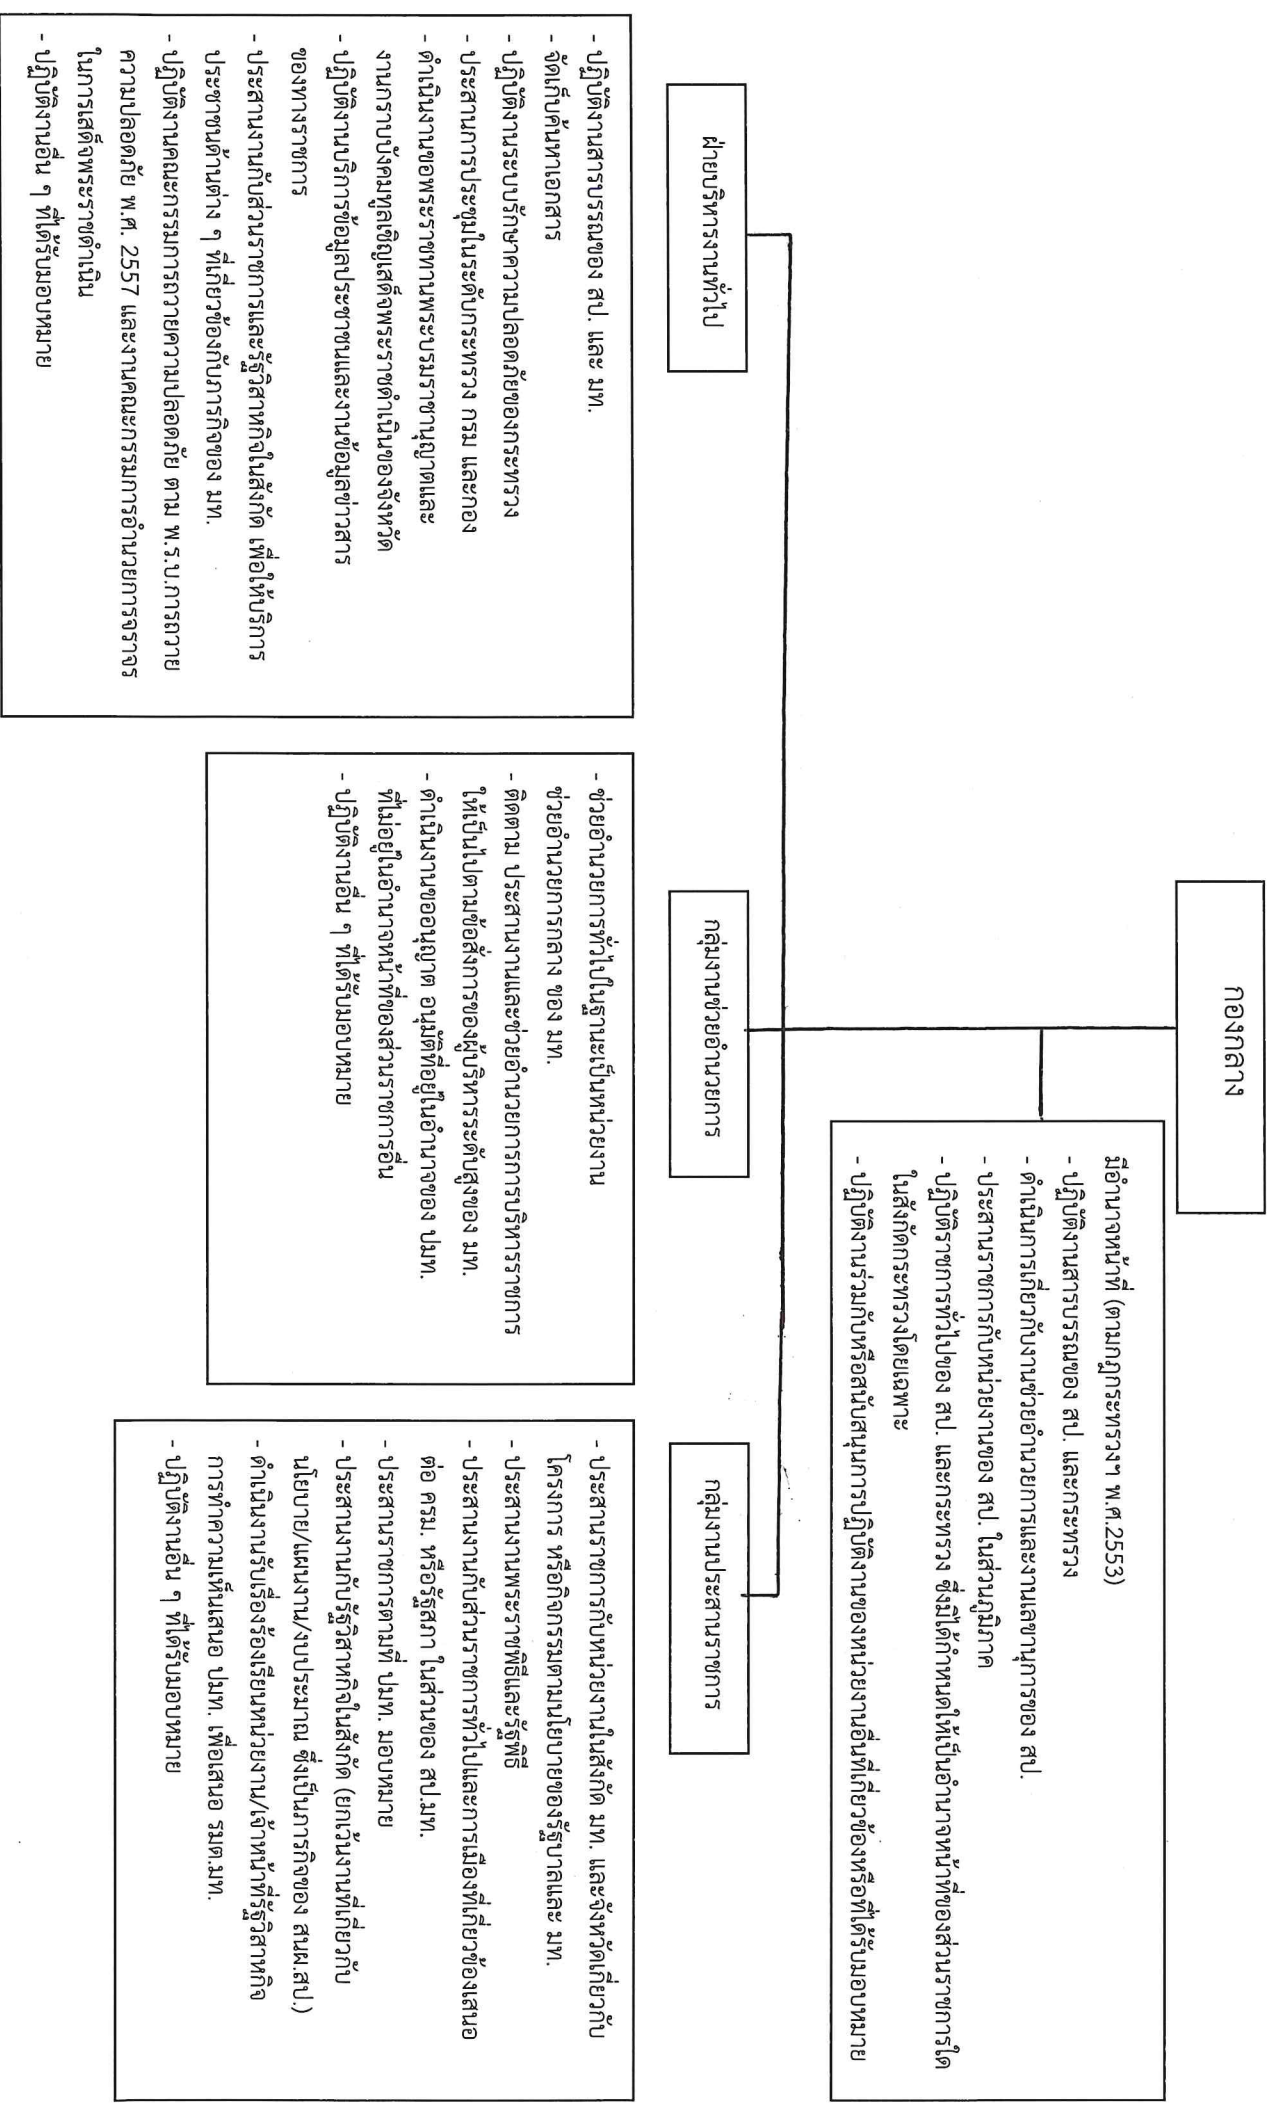 กองกลาง
มีอำนาจหน้าที่ (ตามกฎกระทรวงฯ พ.ศ.2553)
- ปฏิบัติงานสารบรรณของ สป. และกระทรวง
- ดำเนินการเกี่ยวกับงานช่วยอำนวยการและงานเลขานุการของ สป.
- ประสานราชการกับหน่วยงานของ สป. ในส่วนภูมิภาค
- ปฏิบัติราชการทั่วไปของ สป. และกระทรวง ซึ่งมิได้กำหนดให้เป็นอำนาจหน้าที่ของส่วนราชการใด
ในสังกัดกระทรวงโดยเฉพาะ
- ปฏิบัติงานร่วมกับหรือสนับสนุนการปฏิบัติงานของหน่วยงานอื่นที่เกี่ยวข้องหรือที่ได้รับมอบหมาย
ฝ่ายบริหารงานทั่วไป
- ปฏิบัติงานสารบรรณของ สป. และ มท.
- จัดเก็บค้นหาเอกสาร
- ปฏิบัติงานระบบรักษาความปลอดภัยของกระทรวง
- ประสานการประชุมในระดับกระทรวง กรม และกอง
- ดำเนินงานขอพระราชทานพระบรมราชานุญาตและ
งานกราบบังคมทูลเชิญเสด็จพระราชดำเนินของจังหวัด
- ปฏิบัติงานบริการข้อมูลประชาชนและงานข้อมูลข่าวสาร
ของทางราชการ
- ประสานงานกับส่วนราชการและรัฐวิสาหกิจในสังกัด เพื่อให้บริการ
ประชาชนด้านต่าง ๆ ที่เกี่ยวข้องกับภารกิจของ มท.
- ปฏิบัติงานคณะกรรมการถวายความปลอดภัย ตาม พ.ร.บ.การถวาย
ความปลอดภัย พ.ศ. 2557 และงานคณะกรรมการอำนวยการจราจร
ในการเสด็จพระราชดำเนิน
- ปฏิบัติงานอื่น ๆ ที่ได้รับมอบหมาย
กลุ่มงานช่วยอำนวยการ
- ช่วยอำนวยการทั่วไปในฐานะเป็นหน่วยงาน
ช่วยอำนวยการกลาง ของ มท.
- ติดตาม ประสานงานและช่วยอำนวยการการบริหารราชการ
ให้เป็นไปตามข้อสั่งการของผู้บริหารระดับสูงของ มท.
- ดำเนินงานขออนุญาต อนุมัติที่อยู่ในอำนาจของ ปมท.
ที่ไม่อยู่ในอำนาจหน้าที่ของส่วนราชการอื่น
- ปฏิบัติงานอื่น ๆ ที่ได้รับมอบหมาย
กลุ่มงานประสานราชการ
- ประสานราชการกับหน่วยงานในสังกัด มท. และจังหวัดเกี่ยวกับ
โครงการ หรือกิจกรรมตามนโยบายของรัฐบาลและ มท.
- ประสานงานพระราชพิธีและรัฐพิธี
- ประสานงานกับส่วนราชการทั่วไปและการเมืองที่เกี่ยวข้องเสนอ
ต่อ ครม. หรือรัฐสภา ในส่วนของ สป.มท.
- ประสานราชการตามที่ ปมท. มอบหมาย
- ประสานงานกับรัฐวิสาหกิจในสังกัด (ยกเว้นงานที่เกี่ยวกับ
นโยบาย/แผนงาน/งบประมาณ ซึ่งเป็นภารกิจของ สนผ.สป.)
- ดำเนินงานรับเรื่องร้องเรียนหน่วยงาน/เจ้าหน้าที่รัฐวิสาหกิจ
การทำความเห็นเสนอ ปมท. เพื่อเสนอ รมต.มท.
- ปฏิบัติงานอื่น ๆ ที่ได้รับมอบหมาย